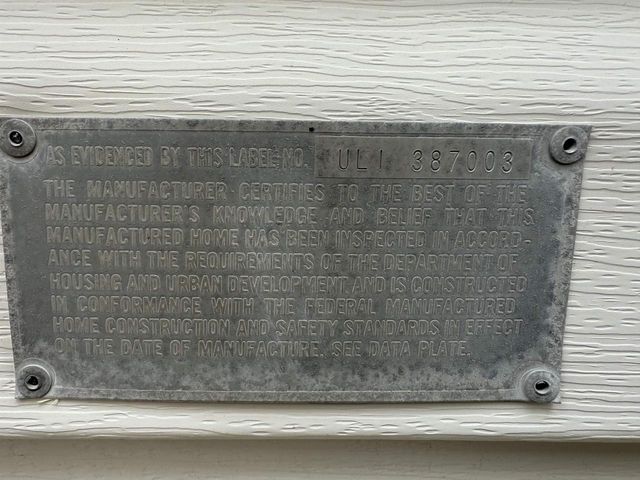 AS EVIDENCED BY THIS LABEL NO. ULI 387003
THE MANUFACTURER CERTIFIES TO THE BEST OF THE
MANUFACTURER'S KNOWLEDGE AND BELIEF THAT THIS
MANUFACTURED HOME HAS BEEN INSPECTED IN ACCORD-
ANCE WITH THE REQUIREMENTS OF THE DEPARTMENT OF
HOUSING AND URBAN DEVELOPMENT AND IS CONSTRUCTED
IN CONFORMANCE WITH THE FEDERAL MANUFACTURED
HOME CONSTRUCTION AND SAFETY STANDARDS IN EFFECT
ON THE DATE OF MANUFACTURE. SEE DATA PLATE.